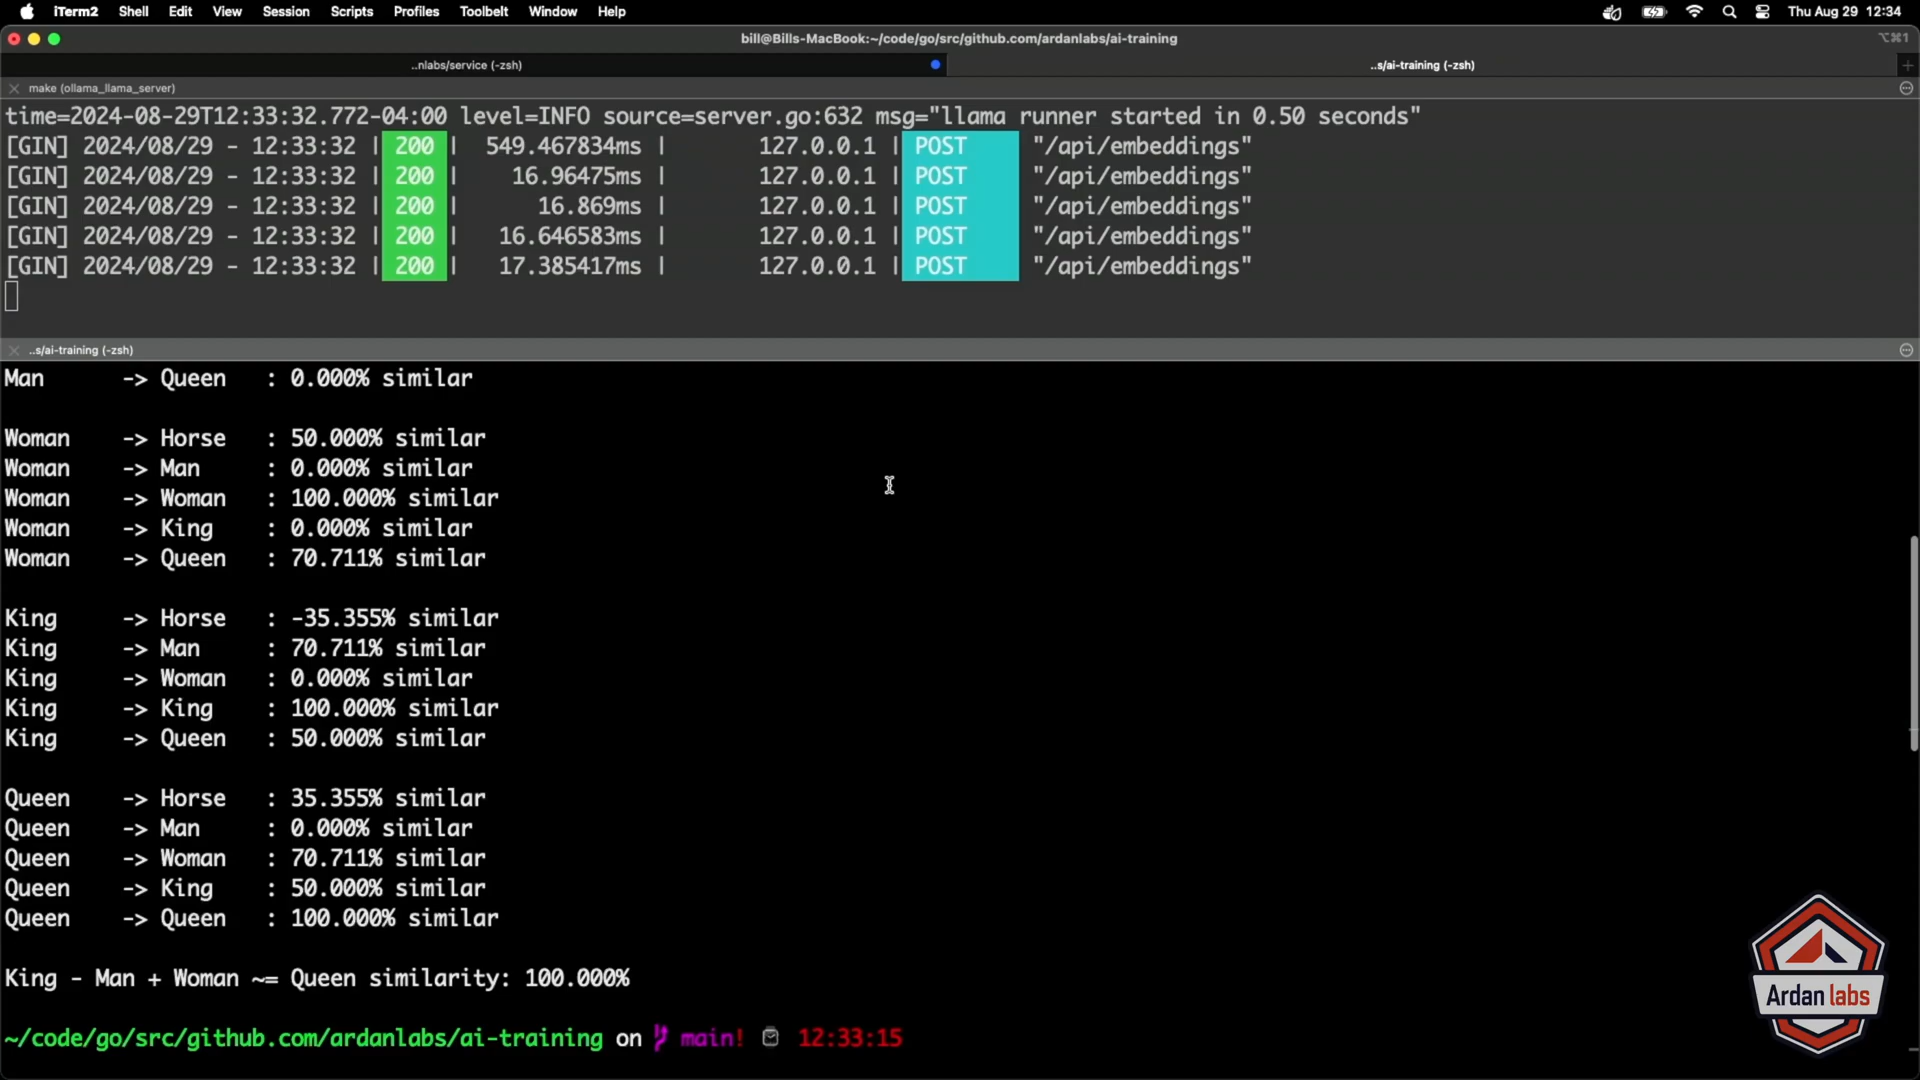 iTerm2 Shell Edit View Session Scripts Profiles Toolbelt Window Help Thu Aug 29 12:34
bill@Bills-MacBook:~/code/go/src/github.com/ardanlabs/ai-training ⌥⌘1
..nlabs/service (-zsh) ..s/ai-training (-zsh)
make (ollama_llama_server)
time=2024-08-29T12:33:32.772-04:00 level=INFO source=server.go:632 msg="llama runner started in 0.50 seconds"
[GIN] 2024/08/29 - 12:33:32 | 200 | 549.467834ms | 127.0.0.1 | POST "/api/embeddings"
[GIN] 2024/08/29 - 12:33:32 | 200 | 16.96475ms | 127.0.0.1 | POST "/api/embeddings"
[GIN] 2024/08/29 - 12:33:32 | 200 | 16.869ms | 127.0.0.1 | POST "/api/embeddings"
[GIN] 2024/08/29 - 12:33:32 | 200 | 16.646583ms | 127.0.0.1 | POST "/api/embeddings"
[GIN] 2024/08/29 - 12:33:32 | 200 | 17.385417ms | 127.0.0.1 | POST "/api/embeddings"
..s/ai-training (-zsh)
Man -> Queen : 0.000% similar
Woman -> Horse : 50.000% similar
Woman -> Man : 0.000% similar
Woman -> Woman : 100.000% similar
Woman -> King : 0.000% similar
Woman -> Queen : 70.711% similar
King -> Horse : -35.355% similar
King -> Man : 70.711% similar
King -> Woman : 0.000% similar
King -> King : 100.000% similar
King -> Queen : 50.000% similar
Queen -> Horse : 35.355% similar
Queen -> Man : 0.000% similar
Queen -> Woman : 70.711% similar
Queen -> King : 50.000% similar
Queen -> Queen : 100.000% similar
King - Man + Woman ~= Queen similarity: 100.000%
~/code/go/src/github.com/ardanlabs/ai-training on main! 12:33:15
Ardan labs